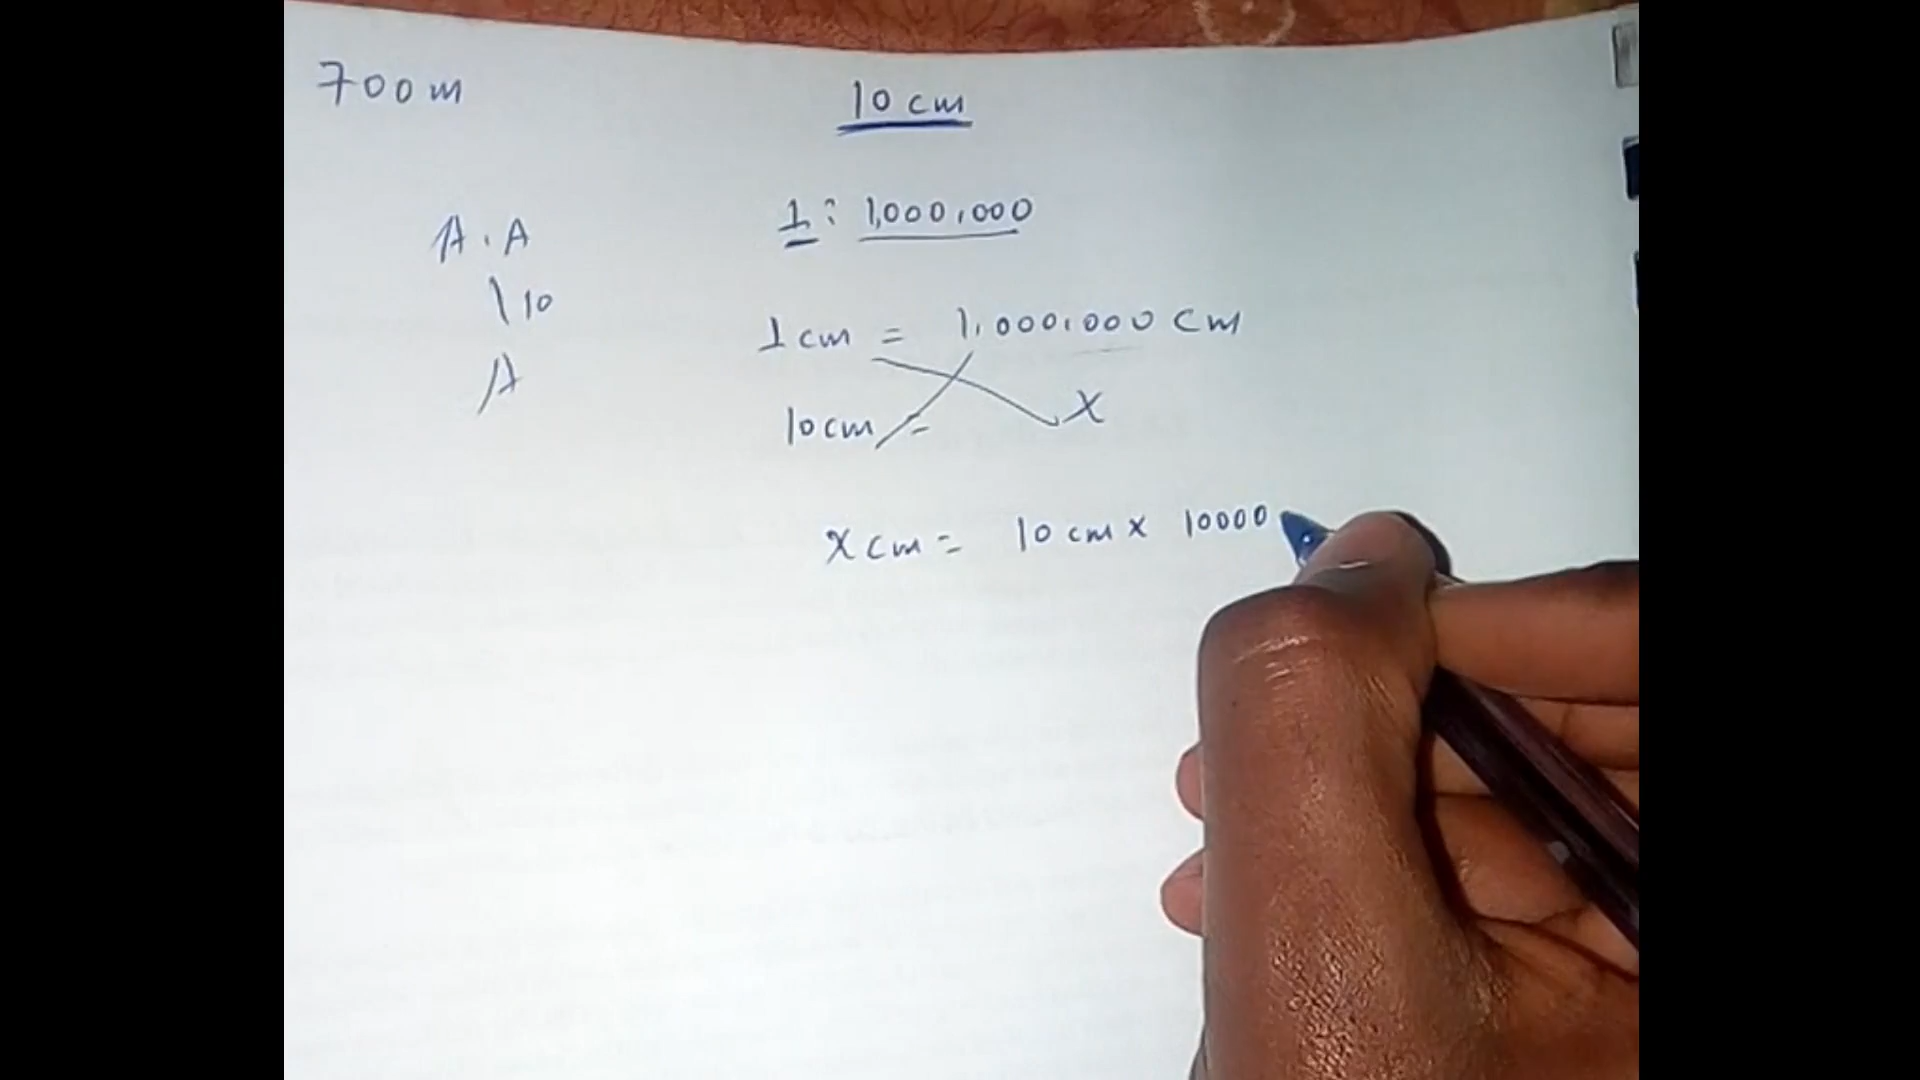 700 m
10 cm
A . A
10
A
1 : 1,000,000
1 cm = 1,000,000 cm
10 cm = X
x cm = 10 cm x 10000